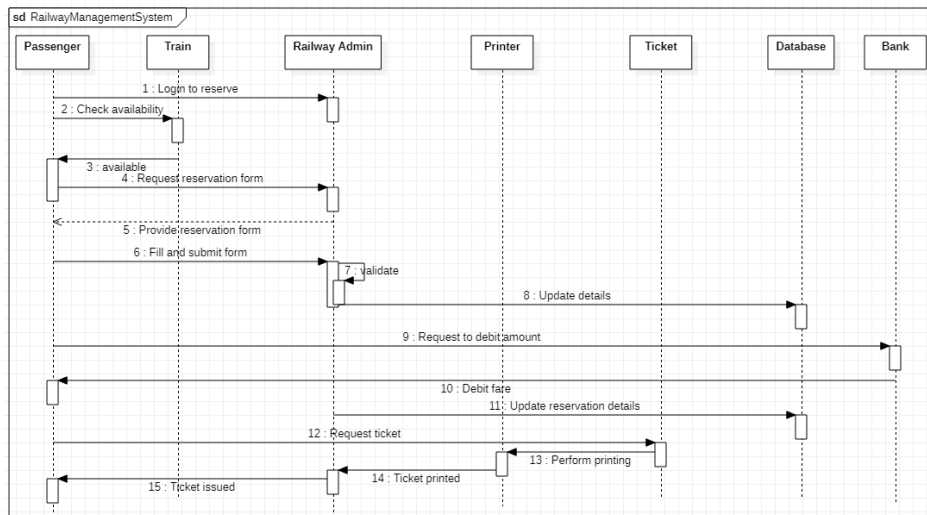 sd RailwayManagementSystem
Passenger
Train
Railway Admin
Printer
Ticket
Database
Bank
1 : Login to reserve
2 : Check availability
3 : available
4 : Request reservation form
5 : Provide reservation form
6 : Fill and submit form
7 : validate
8 : Update details
9 : Request to debit amount
10 : Debit fare
11 : Update reservation details
12 : Request ticket
13 : Perform printing
14 : Ticket printed
15 : Ticket issued